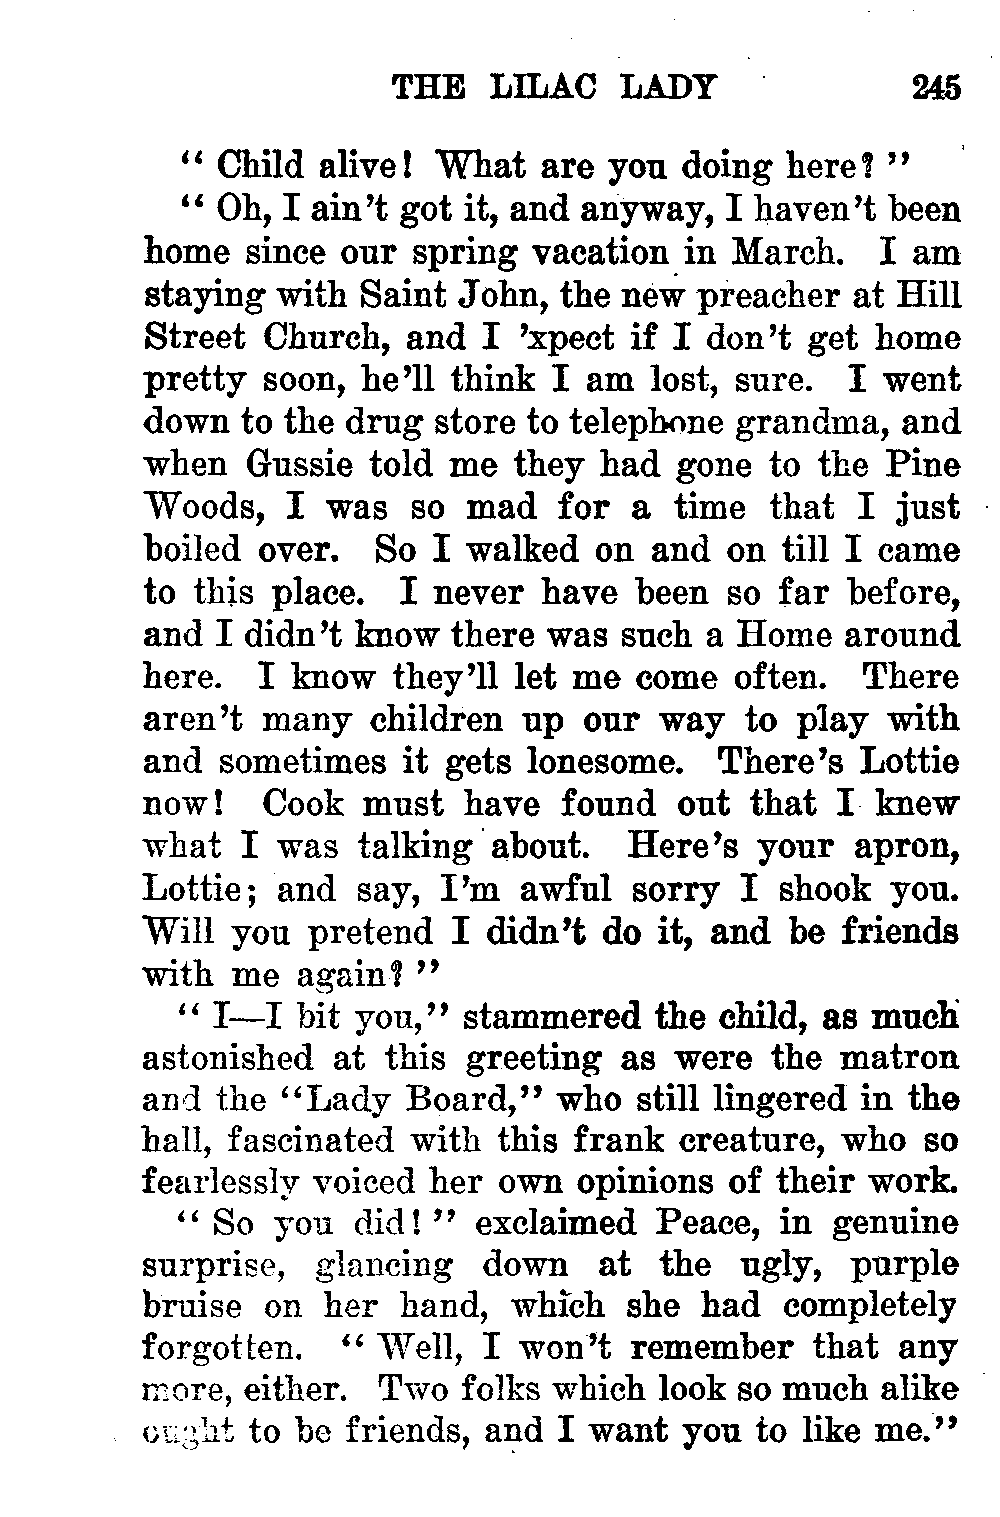 THE LILAC LADY 245
“ Child alive! What are you doing here? ”
“ Oh, I ain’t got it, and anyway, I haven’t been
home since our spring vacation in March. I am
staying with Saint John, the new preacher at Hill
Street Church, and I ’xpect if I don’t get home
pretty soon, he’ll think I am lost, sure. I went
down to the drug store to telephone grandma, and
when Gussie told me they had gone to the Pine
Woods, I was so mad for a time that I just
boiled over. So I walked on and on till I came
to this place. I never have been so far before,
and I didn’t know there was such a Home around
here. I know they’ll let me come often. There
aren’t many children up our way to play with
and sometimes it gets lonesome. There’s Lottie
now! Cook must have found out that I knew
what I was talking about. Here’s your apron,
Lottie; and say, I’m awful sorry I shook you.
Will you pretend I didn’t do it, and be friends
with me again? ”
“ I—I bit you,” stammered the child, as much
astonished at this greeting as were the matron
and the “Lady Board,” who still lingered in the
hall, fascinated with this frank creature, who so
fearlessly voiced her own opinions of their work.
“ So you did! ” exclaimed Peace, in genuine
surprise, glancing down at the ugly, purple
bruise on her hand, which she had completely
forgotten. “ Well, I won’t remember that any
more, either. Two folks which look so much alike
ought to be friends, and I want you to like me.”